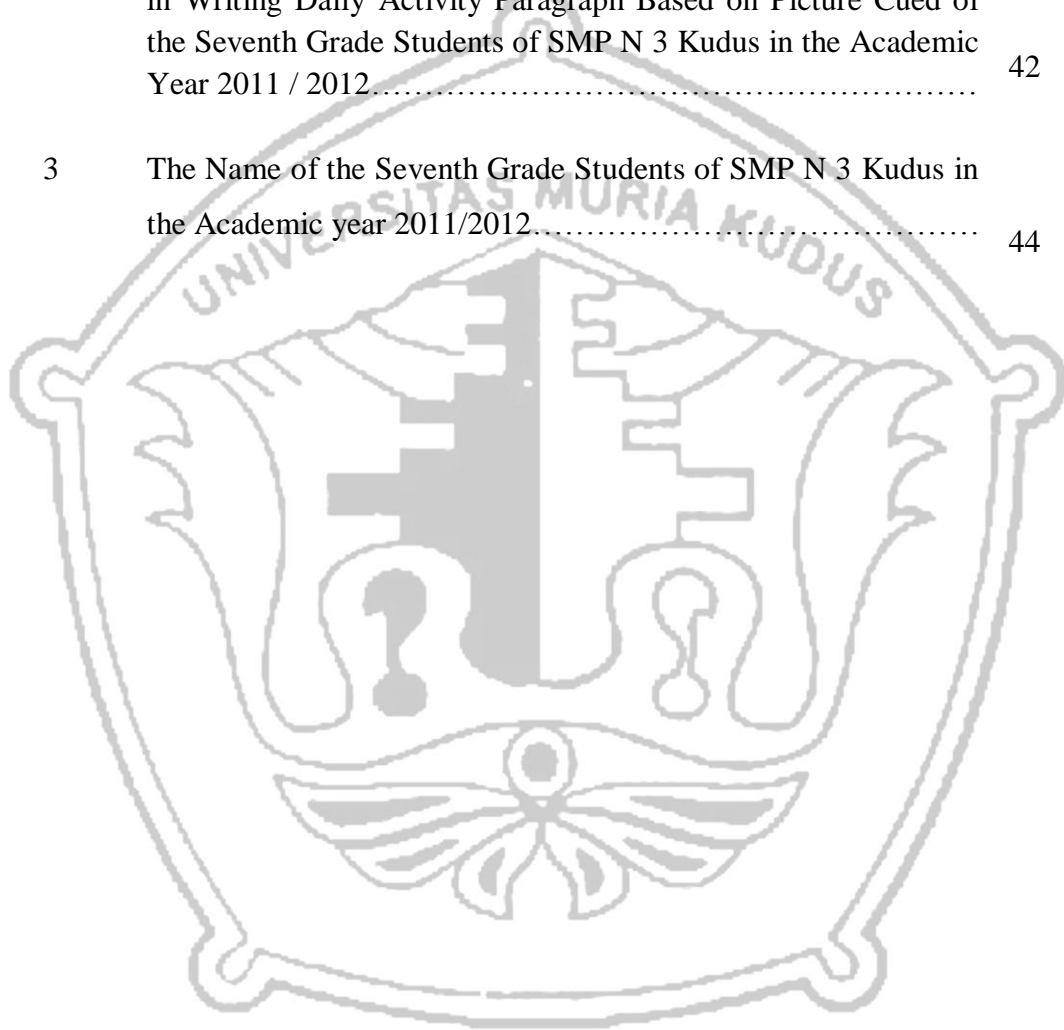 in Writing Daily Activity Paragraph Based on Picture Cued of
the Seventh Grade Students of SMP N 3 Kudus in the Academic
Year 2011 / 2012……………………………………………… 42
3 The Name of the Seventh Grade Students of SMP N 3 Kudus in
the Academic year 2011/2012………………………………… 44
UNIVERSITAS MURIA KUDUS